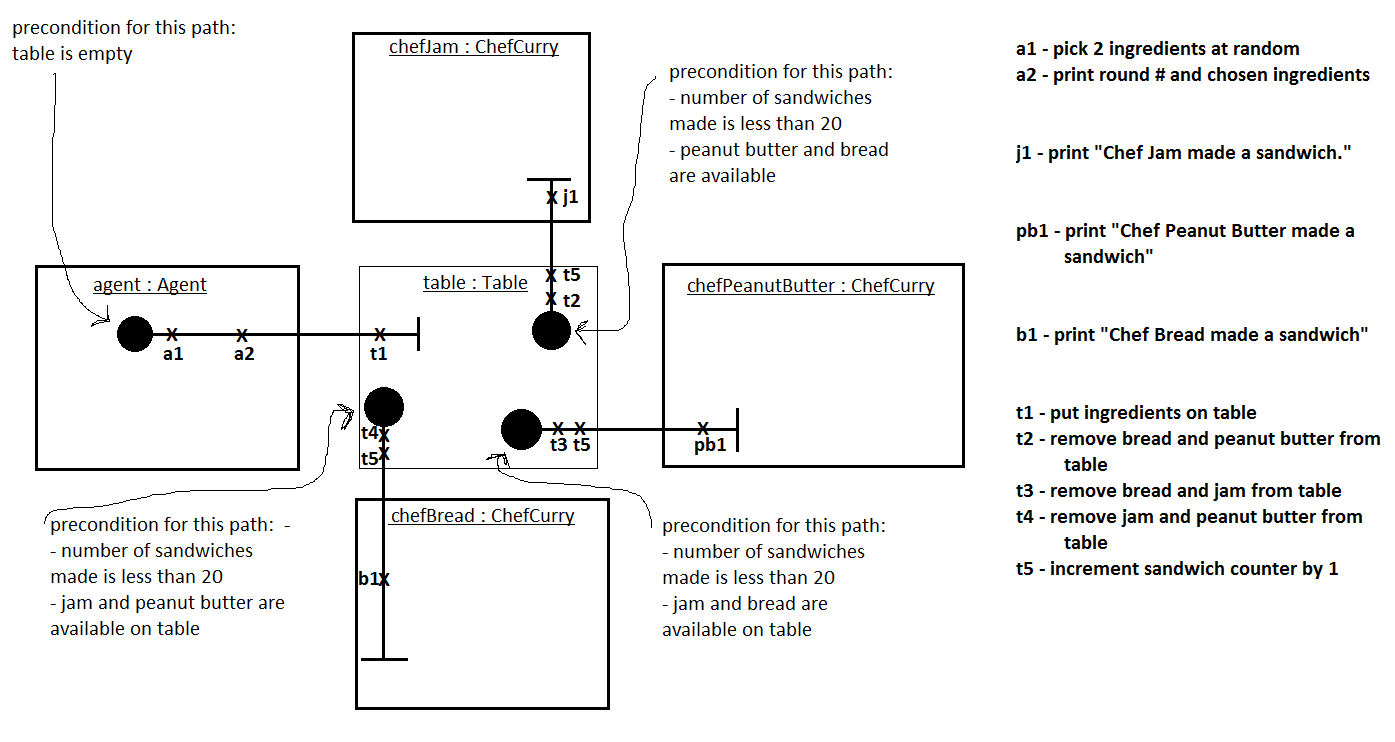 precondition for this path:
table is empty
chefJam : ChefCurry
j1
precondition for this path:
- number of sandwiches
made is less than 20
- peanut butter and bread
are available
agent : Agent
a1
a2
table : Table
t1
t5
t2
t4
t5
t3 t5
chefPeanutButter : ChefCurry
pb1
chefBread : ChefCurry
b1
precondition for this path:  -
- number of sandwiches
made is less than 20
- jam and peanut butter are
available on table
precondition for this path:
- number of sandwiches
made is less than 20
- jam and bread are
available on table
a1 - pick 2 ingredients at random
a2 - print round # and chosen ingredients
j1 - print "Chef Jam made a sandwich."
pb1 - print "Chef Peanut Butter made a
sandwich"
b1 - print "Chef Bread made a sandwich"
t1 - put ingredients on table
t2 - remove bread and peanut butter from
table
t3 - remove bread and jam from table
t4 - remove jam and peanut butter from
table
t5 - increment sandwich counter by 1